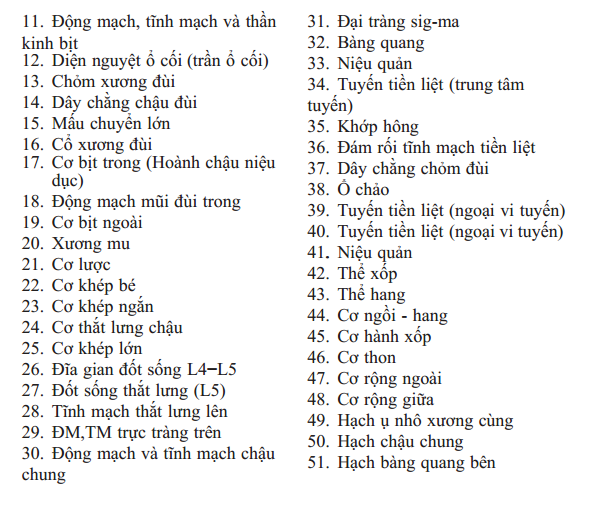 11. Động mạch, tĩnh mạch và thần
kinh bịt
12. Diện nguyệt ổ cối (trần ổ cối)
13. Chỏm xương đùi
14. Dây chằng chậu đùi
15. Mấu chuyển lớn
16. Cổ xương đùi
17. Cơ bịt trong (Hoành chậu niệu
dục)
18. Động mạch mũi đùi trong
19. Cơ bịt ngoài
20. Xương mu
21. Cơ lược
22. Cơ khép bé
23. Cơ khép ngắn
24. Cơ thắt lưng chậu
25. Cơ khép lớn
26. Đĩa gian đốt sống L4–L5
27. Đốt sống thắt lưng (L5)
28. Tĩnh mạch thắt lưng lên
29. ĐM,TM trực tràng trên
30. Động mạch và tĩnh mạch chậu
chung
31. Đại tràng sig-ma
32. Bàng quang
33. Niệu quản
34. Tuyến tiền liệt (trung tâm
tuyến)
35. Khớp hông
36. Đám rối tĩnh mạch tiền liệt
37. Dây chằng chỏm đùi
38. Ổ chảo
39. Tuyến tiền liệt (ngoại vi tuyến)
40. Tuyến tiền liệt (ngoại vi tuyến)
41. Niệu quản
42. Thể xốp
43. Thể hang
44. Cơ ngồi - hang
45. Cơ hành xốp
46. Cơ thon
47. Cơ rộng ngoài
48. Cơ rộng giữa
49. Hạch ụ nhô xương cùng
50. Hạch chậu chung
51. Hạch bàng quang bên